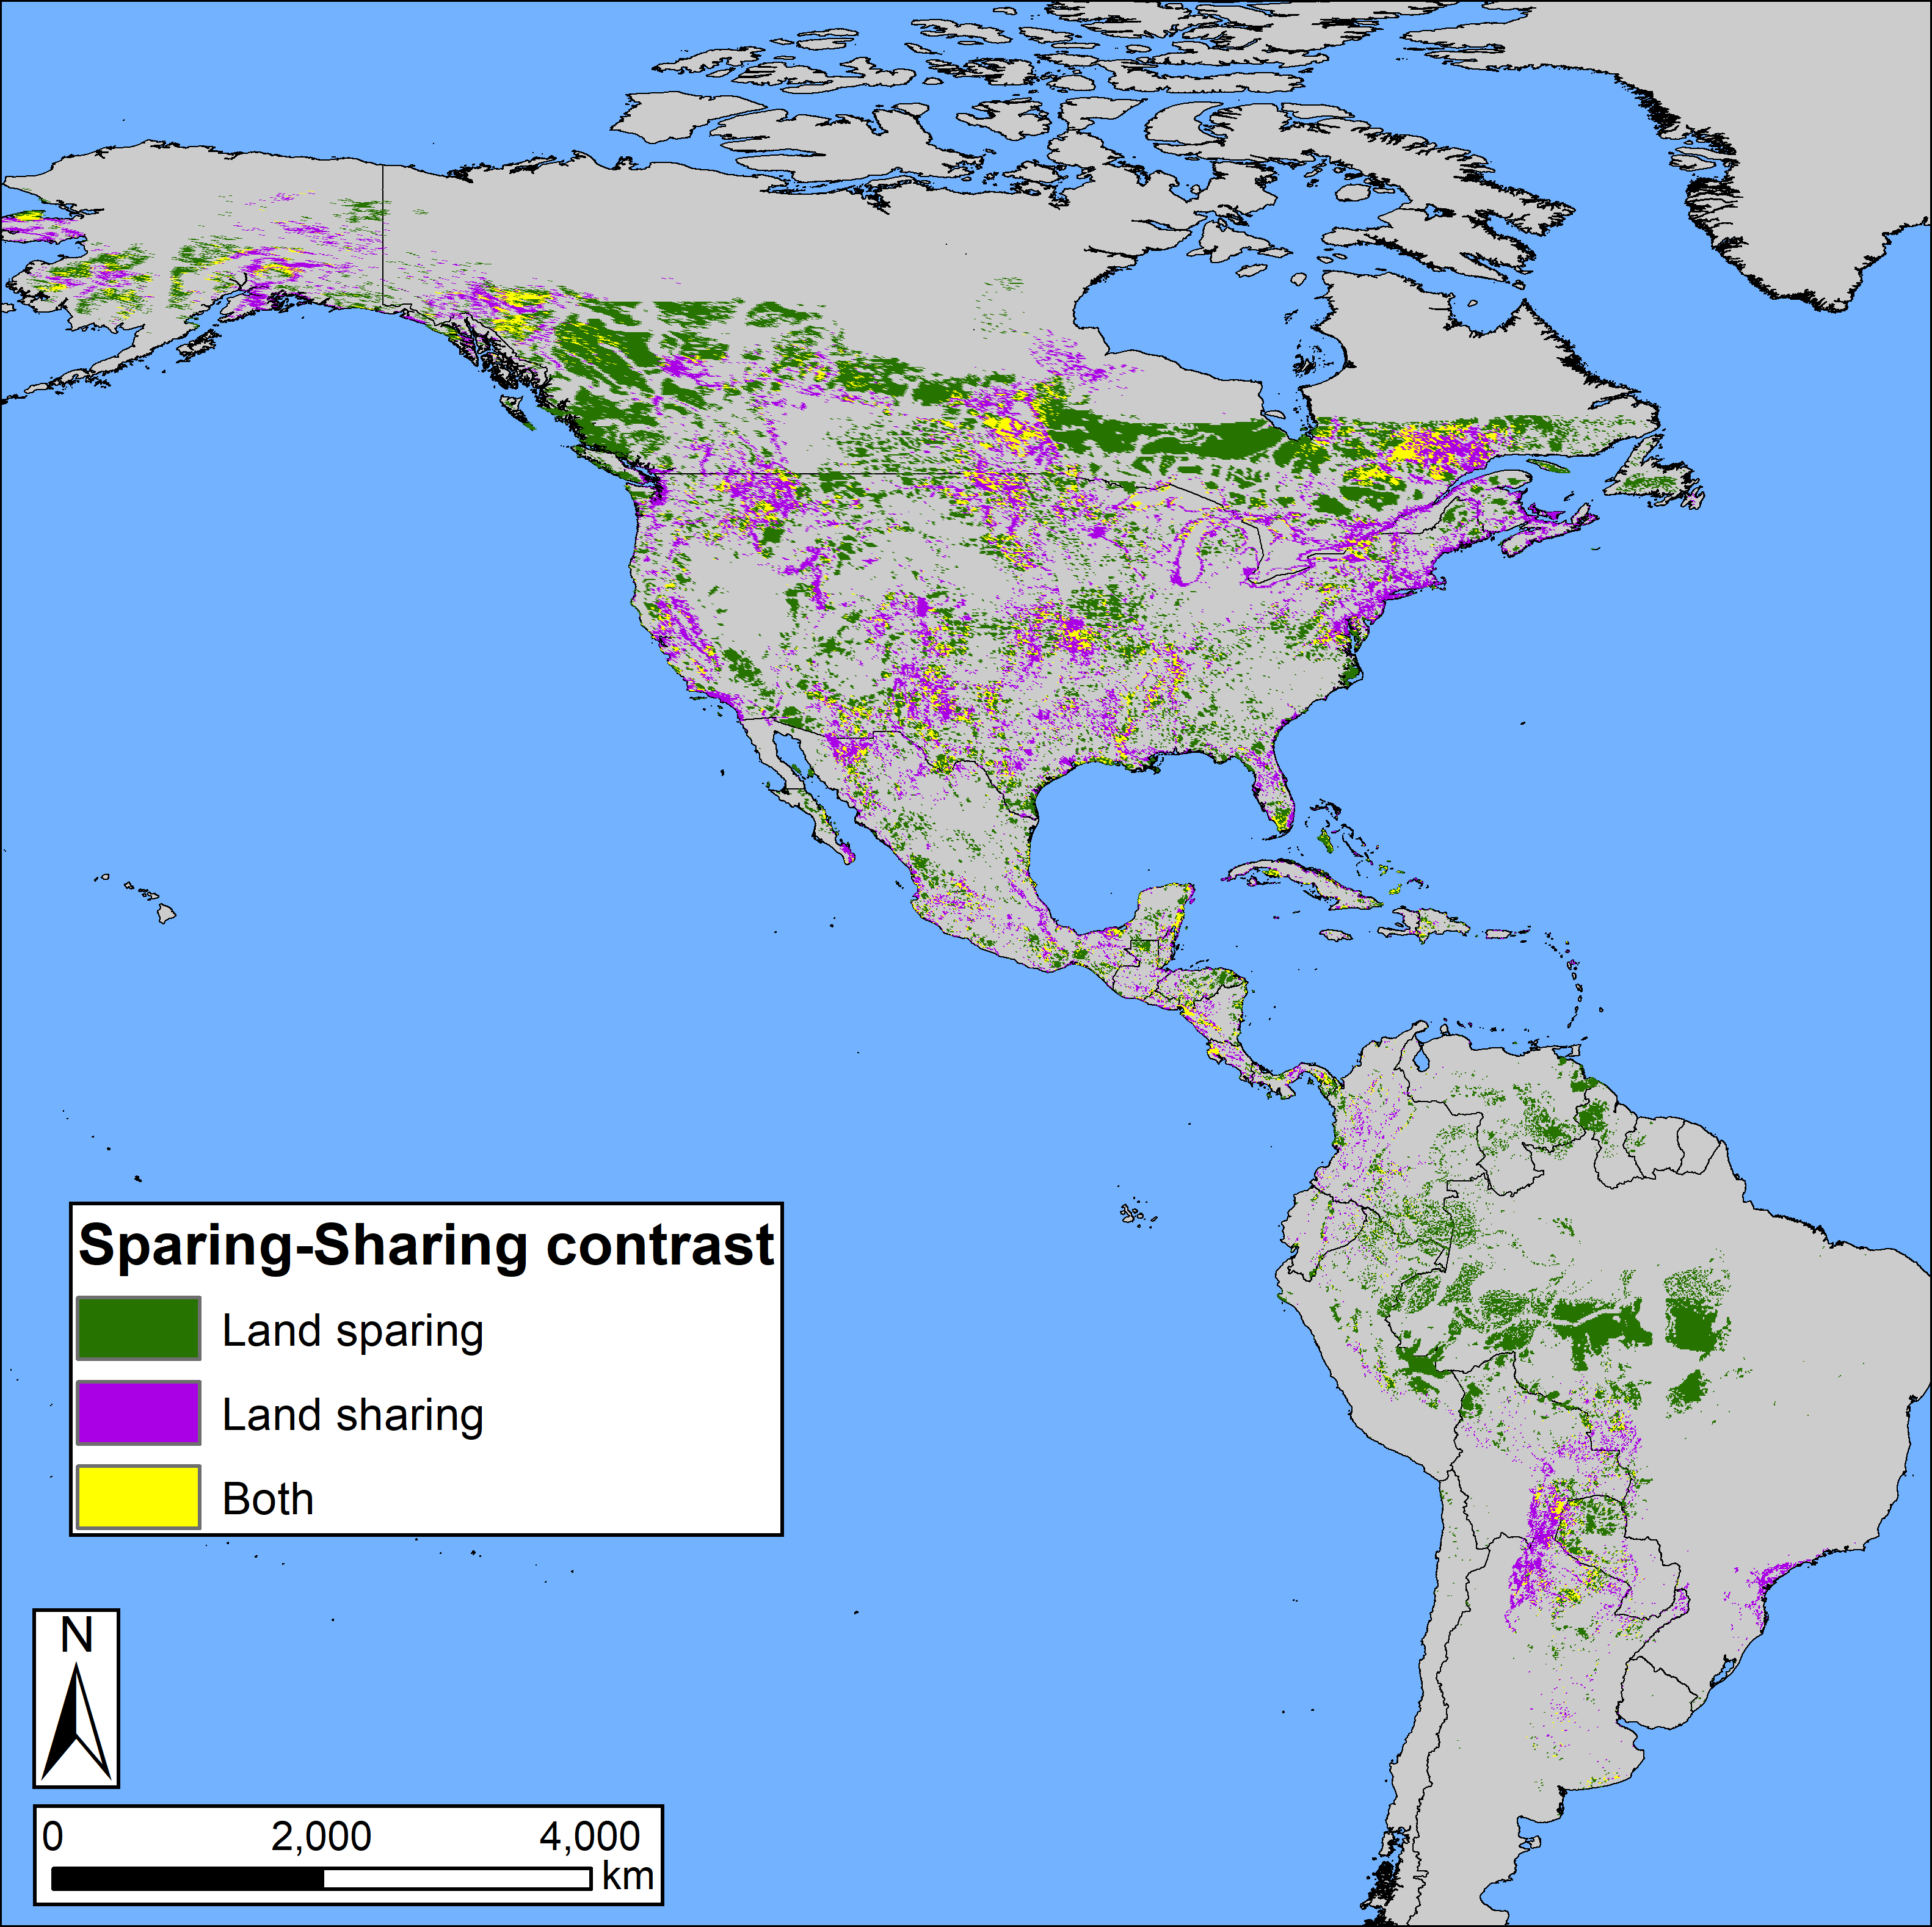 Sparing-Sharing contrast
Land sparing
Land sharing
Both
N
0 2,000 4,000
km